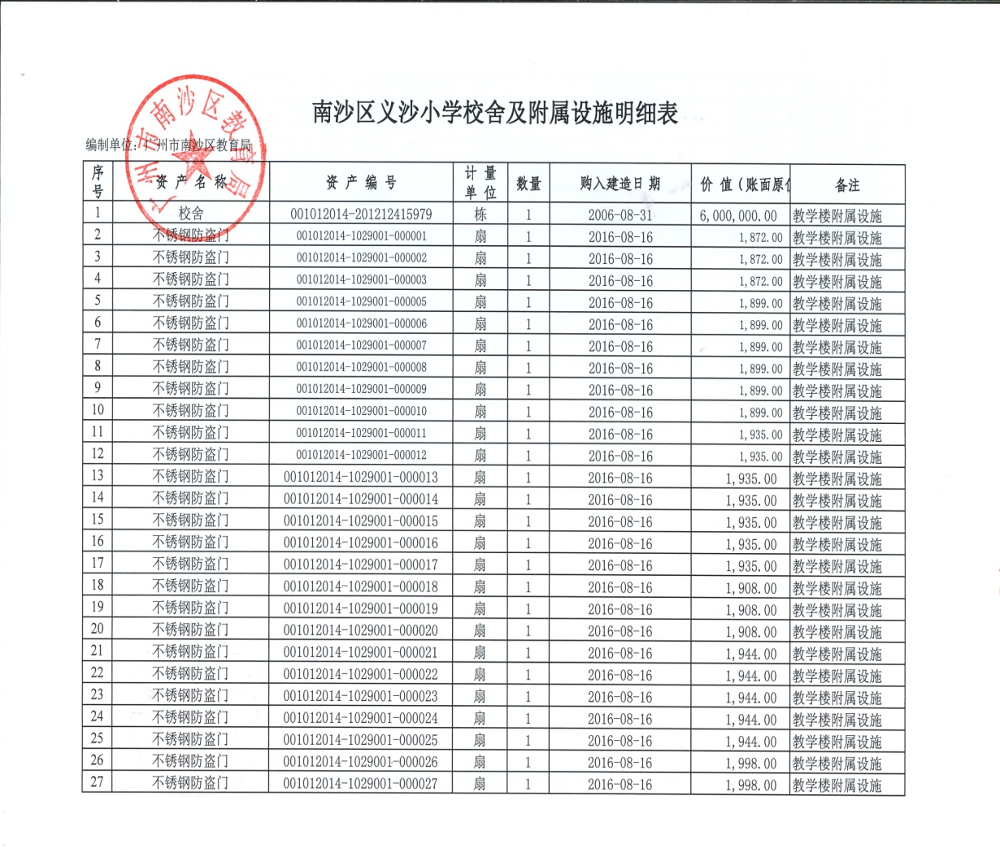 南沙区义沙小学校舍及附属设施明细表
广州市南沙区教育局
编制单位：广州市南沙区教育局
序号 资产名称 资产编号 计量单位 数量 购入建造日期 价值(账面原 备注
1 校舍 001012014-201212415979 栋 1 2006-08-31 6,000,000.00 教学楼附属设施
2 不锈钢防盗门 001012014-1029001-000001 扇 1 2016-08-16 1,872.00 教学楼附属设施
3 不锈钢防盗门 001012014-1029001-000002 扇 1 2016-08-16 1,872.00 教学楼附属设施
4 不锈钢防盗门 001012014-1029001-000003 扇 1 2016-08-16 1,872.00 教学楼附属设施
5 不锈钢防盗门 001012014-1029001-000005 扇 1 2016-08-16 1,899.00 教学楼附属设施
6 不锈钢防盗门 001012014-1029001-000006 扇 1 2016-08-16 1,899.00 教学楼附属设施
7 不锈钢防盗门 001012014-1029001-000007 扇 1 2016-08-16 1,899.00 教学楼附属设施
8 不锈钢防盗门 001012014-1029001-000008 扇 1 2016-08-16 1,899.00 教学楼附属设施
9 不锈钢防盗门 001012014-1029001-000009 扇 1 2016-08-16 1,899.00 教学楼附属设施
10 不锈钢防盗门 001012014-1029001-000010 扇 1 2016-08-16 1,899.00 教学楼附属设施
11 不锈钢防盗门 001012014-1029001-000011 扇 1 2016-08-16 1,935.00 教学楼附属设施
12 不锈钢防盗门 001012014-1029001-000012 扇 1 2016-08-16 1,935.00 教学楼附属设施
13 不锈钢防盗门 001012014-1029001-000013 扇 1 2016-08-16 1,935.00 教学楼附属设施
14 不锈钢防盗门 001012014-1029001-000014 扇 1 2016-08-16 1,935.00 教学楼附属设施
15 不锈钢防盗门 001012014-1029001-000015 扇 1 2016-08-16 1,935.00 教学楼附属设施
16 不锈钢防盗门 001012014-1029001-000016 扇 1 2016-08-16 1,935.00 教学楼附属设施
17 不锈钢防盗门 001012014-1029001-000017 扇 1 2016-08-16 1,935.00 教学楼附属设施
18 不锈钢防盗门 001012014-1029001-000018 扇 1 2016-08-16 1,908.00 教学楼附属设施
19 不锈钢防盗门 001012014-1029001-000019 扇 1 2016-08-16 1,908.00 教学楼附属设施
20 不锈钢防盗门 001012014-1029001-000020 扇 1 2016-08-16 1,908.00 教学楼附属设施
21 不锈钢防盗门 001012014-1029001-000021 扇 1 2016-08-16 1,944.00 教学楼附属设施
22 不锈钢防盗门 001012014-1029001-000022 扇 1 2016-08-16 1,944.00 教学楼附属设施
23 不锈钢防盗门 001012014-1029001-000023 扇 1 2016-08-16 1,944.00 教学楼附属设施
24 不锈钢防盗门 001012014-1029001-000024 扇 1 2016-08-16 1,944.00 教学楼附属设施
25 不锈钢防盗门 001012014-1029001-000025 扇 1 2016-08-16 1,944.00 教学楼附属设施
26 不锈钢防盗门 001012014-1029001-000026 扇 1 2016-08-16 1,998.00 教学楼附属设施
27 不锈钢防盗门 001012014-1029001-000027 扇 1 2016-08-16 1,998.00 教学楼附属设施